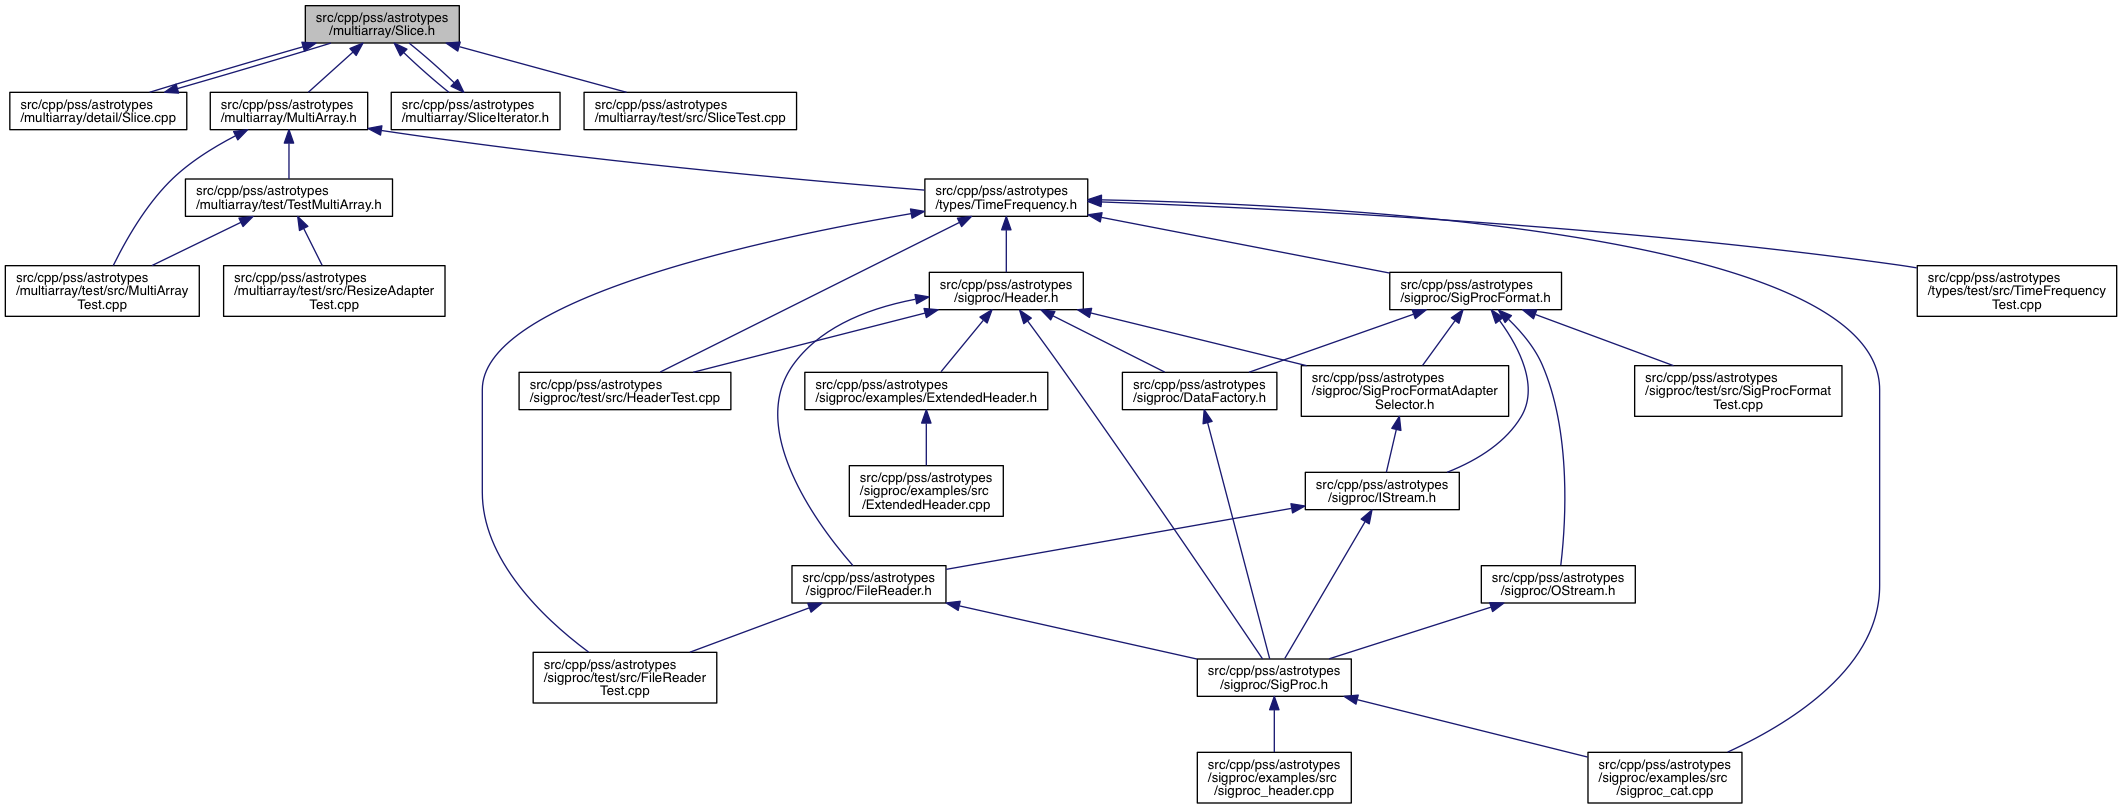 src/cpp/pss/astrotypes
/multiarray/Slice.h
src/cpp/pss/astrotypes
/multiarray/detail/Slice.cpp
src/cpp/pss/astrotypes
/multiarray/MultiArray.h
src/cpp/pss/astrotypes
/multiarray/SliceIterator.h
src/cpp/pss/astrotypes
/multiarray/test/src/SliceTest.cpp
src/cpp/pss/astrotypes
/multiarray/test/TestMultiArray.h
src/cpp/pss/astrotypes
/types/TimeFrequency.h
src/cpp/pss/astrotypes
/multiarray/test/src/MultiArray
Test.cpp
src/cpp/pss/astrotypes
/multiarray/test/src/ResizeAdapter
Test.cpp
src/cpp/pss/astrotypes
/sigproc/Header.h
src/cpp/pss/astrotypes
/sigproc/SigProcFormat.h
src/cpp/pss/astrotypes
/types/test/src/TimeFrequency
Test.cpp
src/cpp/pss/astrotypes
/sigproc/test/src/HeaderTest.cpp
src/cpp/pss/astrotypes
/sigproc/examples/ExtendedHeader.h
src/cpp/pss/astrotypes
/sigproc/DataFactory.h
src/cpp/pss/astrotypes
/sigproc/SigProcFormatAdapter
Selector.h
src/cpp/pss/astrotypes
/sigproc/test/src/SigProcFormat
Test.cpp
src/cpp/pss/astrotypes
/sigproc/examples/src
/ExtendedHeader.cpp
src/cpp/pss/astrotypes
/sigproc/IStream.h
src/cpp/pss/astrotypes
/sigproc/FileReader.h
src/cpp/pss/astrotypes
/sigproc/OStream.h
src/cpp/pss/astrotypes
/sigproc/test/src/FileReader
Test.cpp
src/cpp/pss/astrotypes
/sigproc/SigProc.h
src/cpp/pss/astrotypes
/sigproc/examples/src
/sigproc_header.cpp
src/cpp/pss/astrotypes
/sigproc/examples/src
/sigproc_cat.cpp